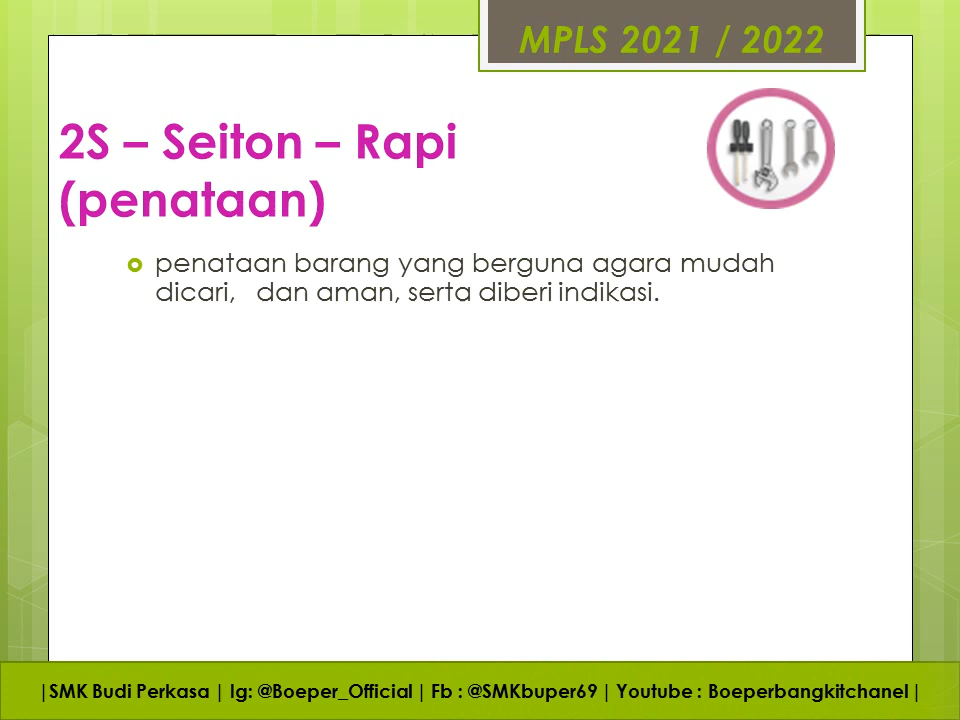 MPLS 2021 / 2022
2S – Seiton – Rapi
(penataan)
penataan barang yang berguna agara mudah
dicari, dan aman, serta diberi indikasi.
|SMK Budi Perkasa | Ig: @Boeper_Official | Fb : @SMKbuper69 | Youtube : Boeperbangkitchanel |